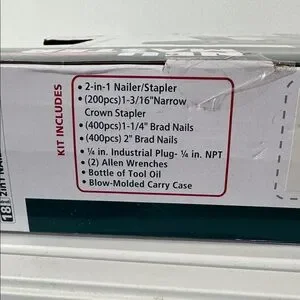 KIT INCLUDES
• 2-in-1 Nailer/Stapler
• (200pcs)1-3/16"Narrow
Crown Stapler
• (400pcs)1-1/4" Brad Nails
• (400pcs) 2" Brad Nails
• ¼ in. Industrial Plug- ¼ in. NPT
• (2) Allen Wrenches
• Bottle of Tool Oil
• Blow-Molded Carry Case
18
2IN1